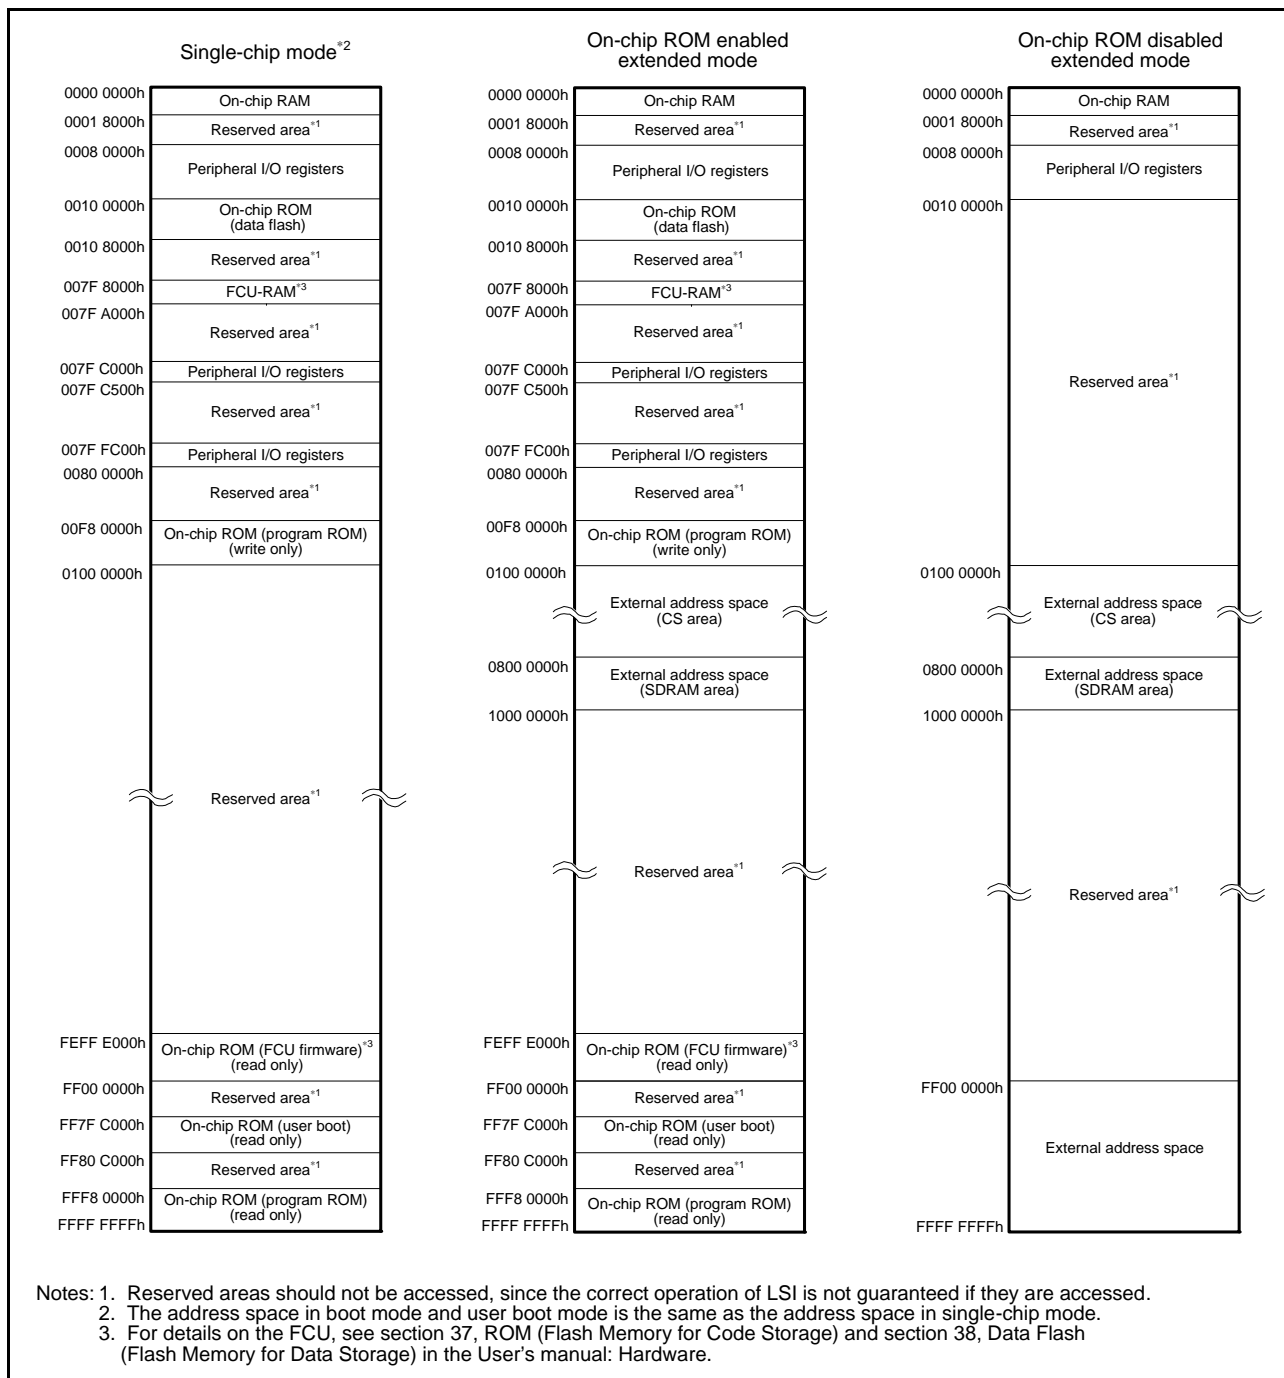 Single-chip mode*2
0000 0000h
On-chip RAM
0001 8000h
Reserved area*1
0008 0000h
Peripheral I/O registers
0010 0000h
On-chip ROM
(data flash)
0010 8000h
Reserved area*1
007F 8000h
FCU-RAM*3
007F A000h
Reserved area*1
007F C000h
Peripheral I/O registers
007F C500h
Reserved area*1
007F FC00h
Peripheral I/O registers
0080 0000h
Reserved area*1
00F8 0000h
On-chip ROM (program ROM)
(write only)
0100 0000h
Reserved area*1
FEFF E000h
On-chip ROM (FCU firmware)*3
(read only)
FF00 0000h
Reserved area*1
FF7F C000h
On-chip ROM (user boot)
(read only)
FF80 C000h
Reserved area*1
FFF8 0000h
On-chip ROM (program ROM)
(read only)
FFFF FFFFh
On-chip ROM enabled
extended mode
0000 0000h
On-chip RAM
0001 8000h
Reserved area*1
0008 0000h
Peripheral I/O registers
0010 0000h
On-chip ROM
(data flash)
0010 8000h
Reserved area*1
007F 8000h
FCU-RAM*3
007F A000h
Reserved area*1
007F C000h
Peripheral I/O registers
007F C500h
Reserved area*1
007F FC00h
Peripheral I/O registers
0080 0000h
Reserved area*1
00F8 0000h
On-chip ROM (program ROM)
(write only)
0100 0000h
External address space
(CS area)
0800 0000h
External address space
(SDRAM area)
1000 0000h
Reserved area*1
FEFF E000h
On-chip ROM (FCU firmware)*3
(read only)
FF00 0000h
Reserved area*1
FF7F C000h
On-chip ROM (user boot)
(read only)
FF80 C000h
Reserved area*1
FFF8 0000h
On-chip ROM (program ROM)
(read only)
FFFF FFFFh
On-chip ROM disabled
extended mode
0000 0000h
On-chip RAM
0001 8000h
Reserved area*1
0008 0000h
Peripheral I/O registers
0010 0000h
Reserved area*1
0100 0000h
External address space
(CS area)
0800 0000h
External address space
(SDRAM area)
1000 0000h
Reserved area*1
FF00 0000h
External address space
FFFF FFFFh
Notes: 1. Reserved areas should not be accessed, since the correct operation of LSI is not guaranteed if they are accessed.
2. The address space in boot mode and user boot mode is the same as the address space in single-chip mode.
3. For details on the FCU, see section 37, ROM (Flash Memory for Code Storage) and section 38, Data Flash
(Flash Memory for Data Storage) in the User's manual: Hardware.